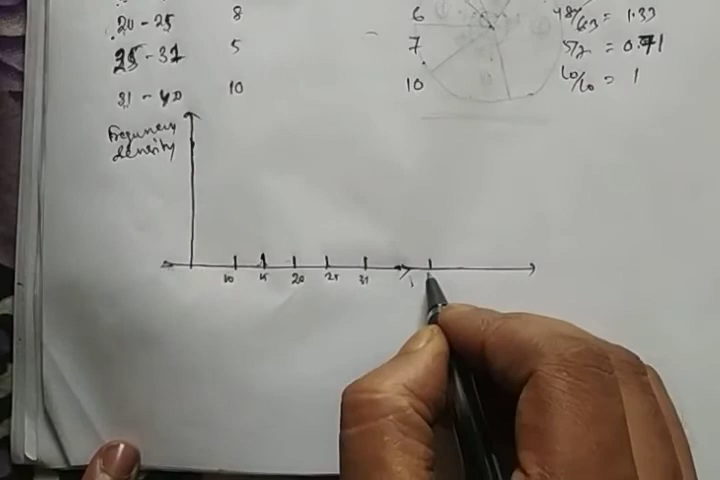 20-25 8 6 48/63 = 1.33
25-31 5 7 5/7 = 0.71
31-40 10 10 10/10 = 1
Frequency
density
10 15 20 25 31